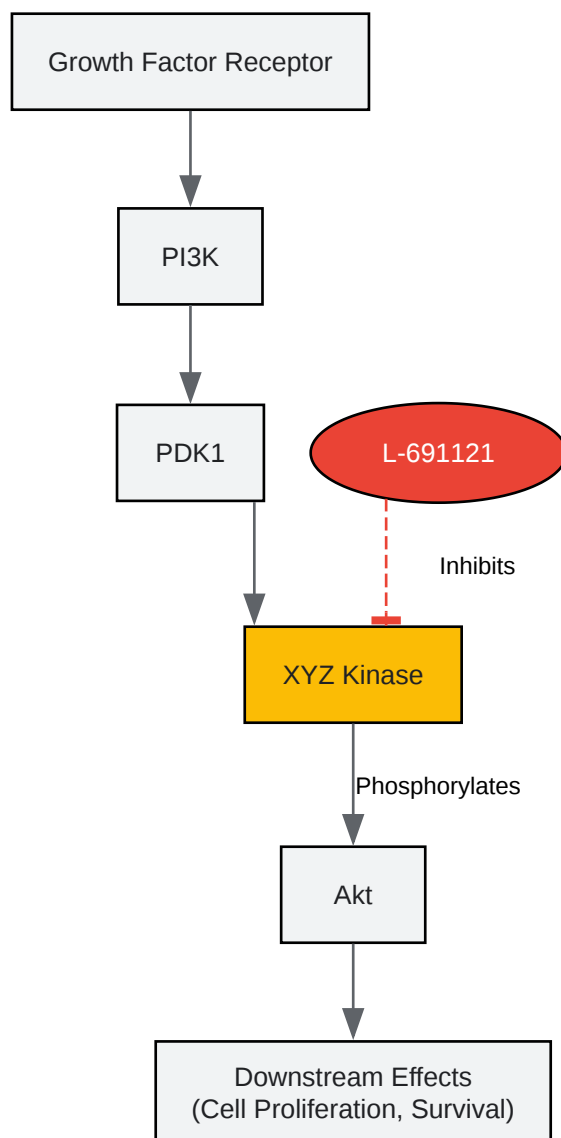 Growth Factor Receptor
PI3K
PDK1
L-691121
Inhibits
XYZ Kinase
Phosphorylates
Akt
Downstream Effects
(Cell Proliferation, Survival)